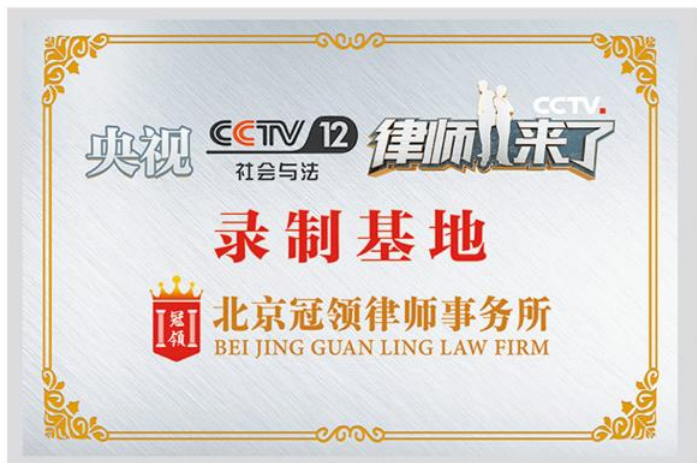 央视 CCTV 12 律师来了 CCTV.
社会与法
录制基地
冠领 北京冠领律师事务所
BEI JING GUAN LING LAW FIRM